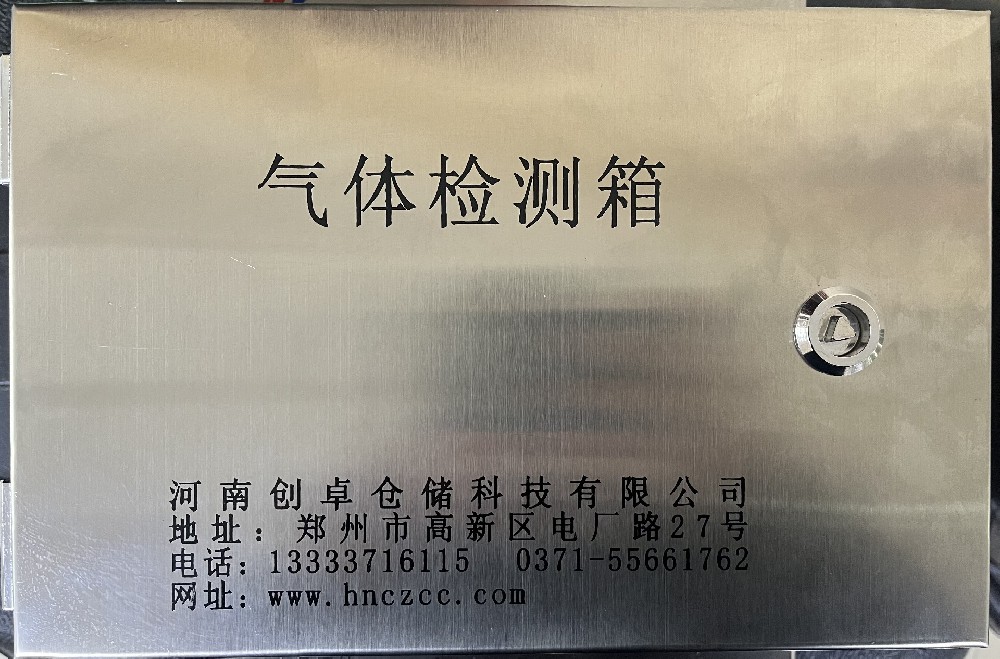 气体检测箱
河南创卓仓储科技有限公司
地址：郑州市高新区电厂路27号
电话：13333716115 0371-55661762
网址：www.hnczcc.com